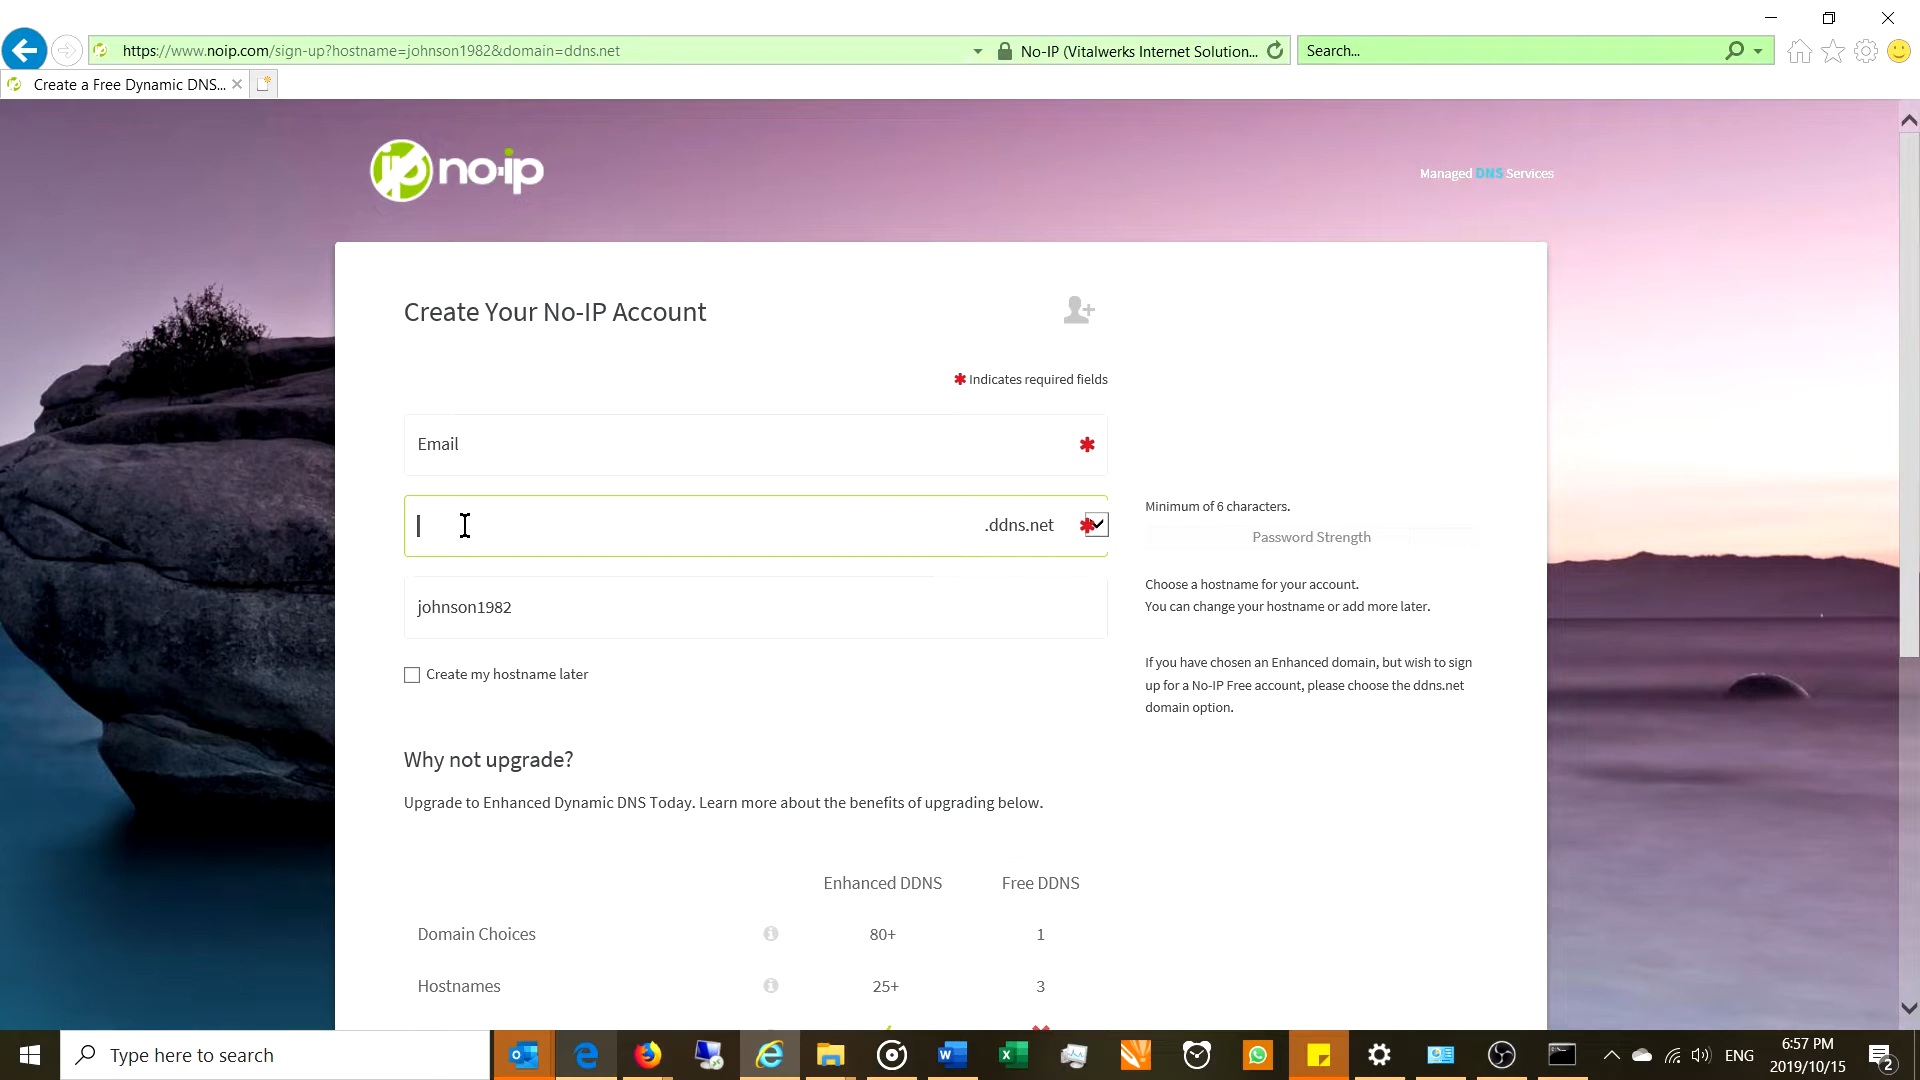 https://www.noip.com/sign-up?hostname=johnson1982&domain=ddns.net
No-IP (Vitalwerks Internet Solution...
Search...
Create a Free Dynamic DNS...
no-ip
Managed DNS Services
Create Your No-IP Account
✱ Indicates required fields
Email ✱
.ddns.net ✱
Minimum of 6 characters.
Password Strength
johnson1982
Choose a hostname for your account.
You can change your hostname or add more later.
Create my hostname later
If you have chosen an Enhanced domain, but wish to sign
up for a No-IP Free account, please choose the ddns.net
domain option.
Why not upgrade?
Upgrade to Enhanced Dynamic DNS Today. Learn more about the benefits of upgrading below.
Enhanced DDNS Free DDNS
Domain Choices 80+ 1
Hostnames 25+ 3
Type here to search
ENG
6:57 PM
2019/10/15
2